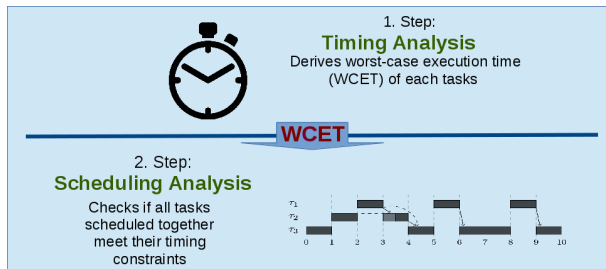 1. Step:
Timing Analysis
Derives worst-case execution time
(WCET) of each tasks
WCET
2. Step:
Scheduling Analysis
Checks if all tasks
scheduled together
meet their timing
constraints
τ1
τ2
τ3
0 1 2 3 4 5 6 7 8 9 10